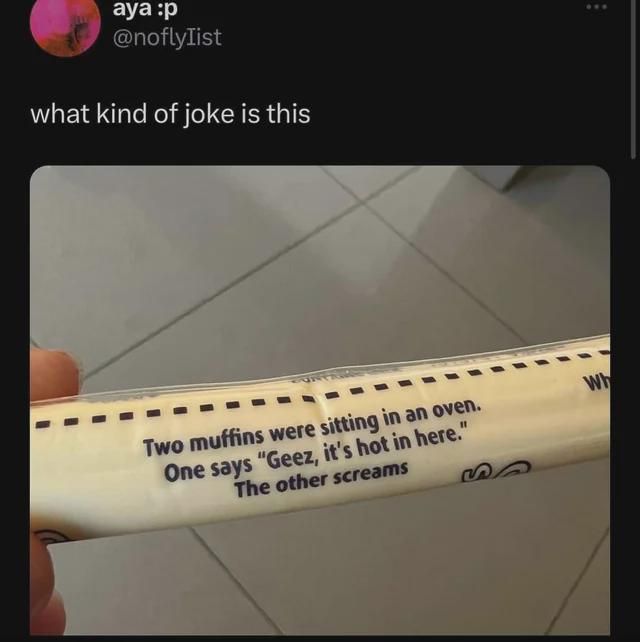 aya :p
@noflyIist
what kind of joke is this
Two muffins were sitting in an oven.
One says “Geez, it's hot in here.”
The other screams
Wh